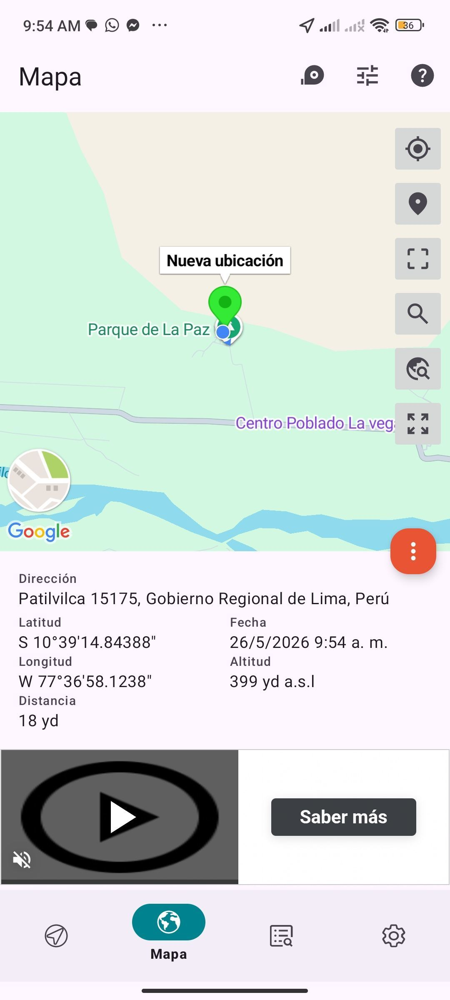 9:54 AM
36
Mapa
Nueva ubicación
Parque de La Paz
Centro Poblado La vega
Google
Dirección
Patilvilca 15175, Gobierno Regional de Lima, Perú
Latitud
Fecha
S 10°39'14.84388"
26/5/2026 9:54 a. m.
Longitud
Altitud
W 77°36'58.1238"
399 yd a.s.l
Distancia
18 yd
Saber más
Mapa